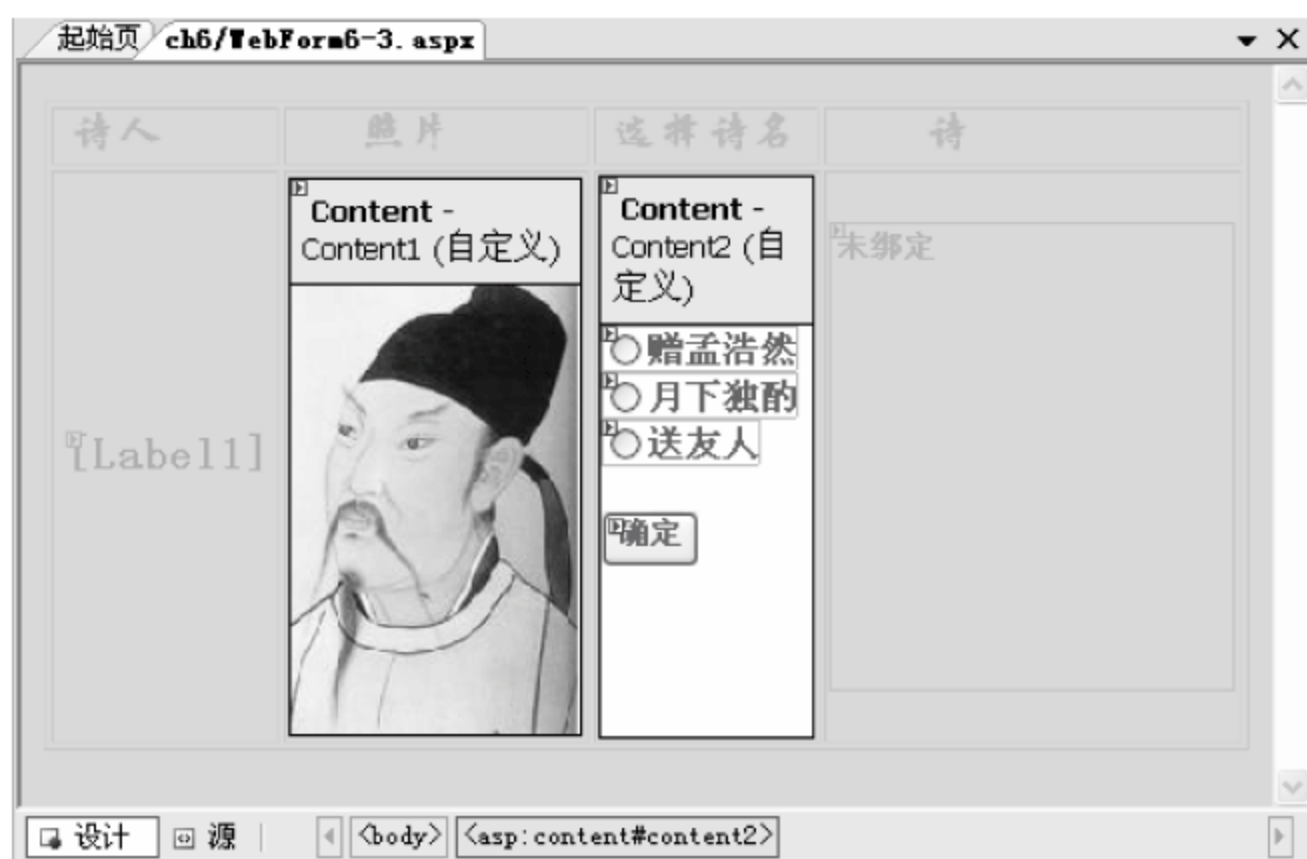 起始页 ch6/WebForm6-3.aspx
诗人 照片 选择诗名 诗
Content -
Content1 (自定义)
Content -
Content2 (自
定义)
未绑定
赠孟浩然
月下独酌
送友人
[Label1]
确定
设计 源 <body> <asp:content#content2>